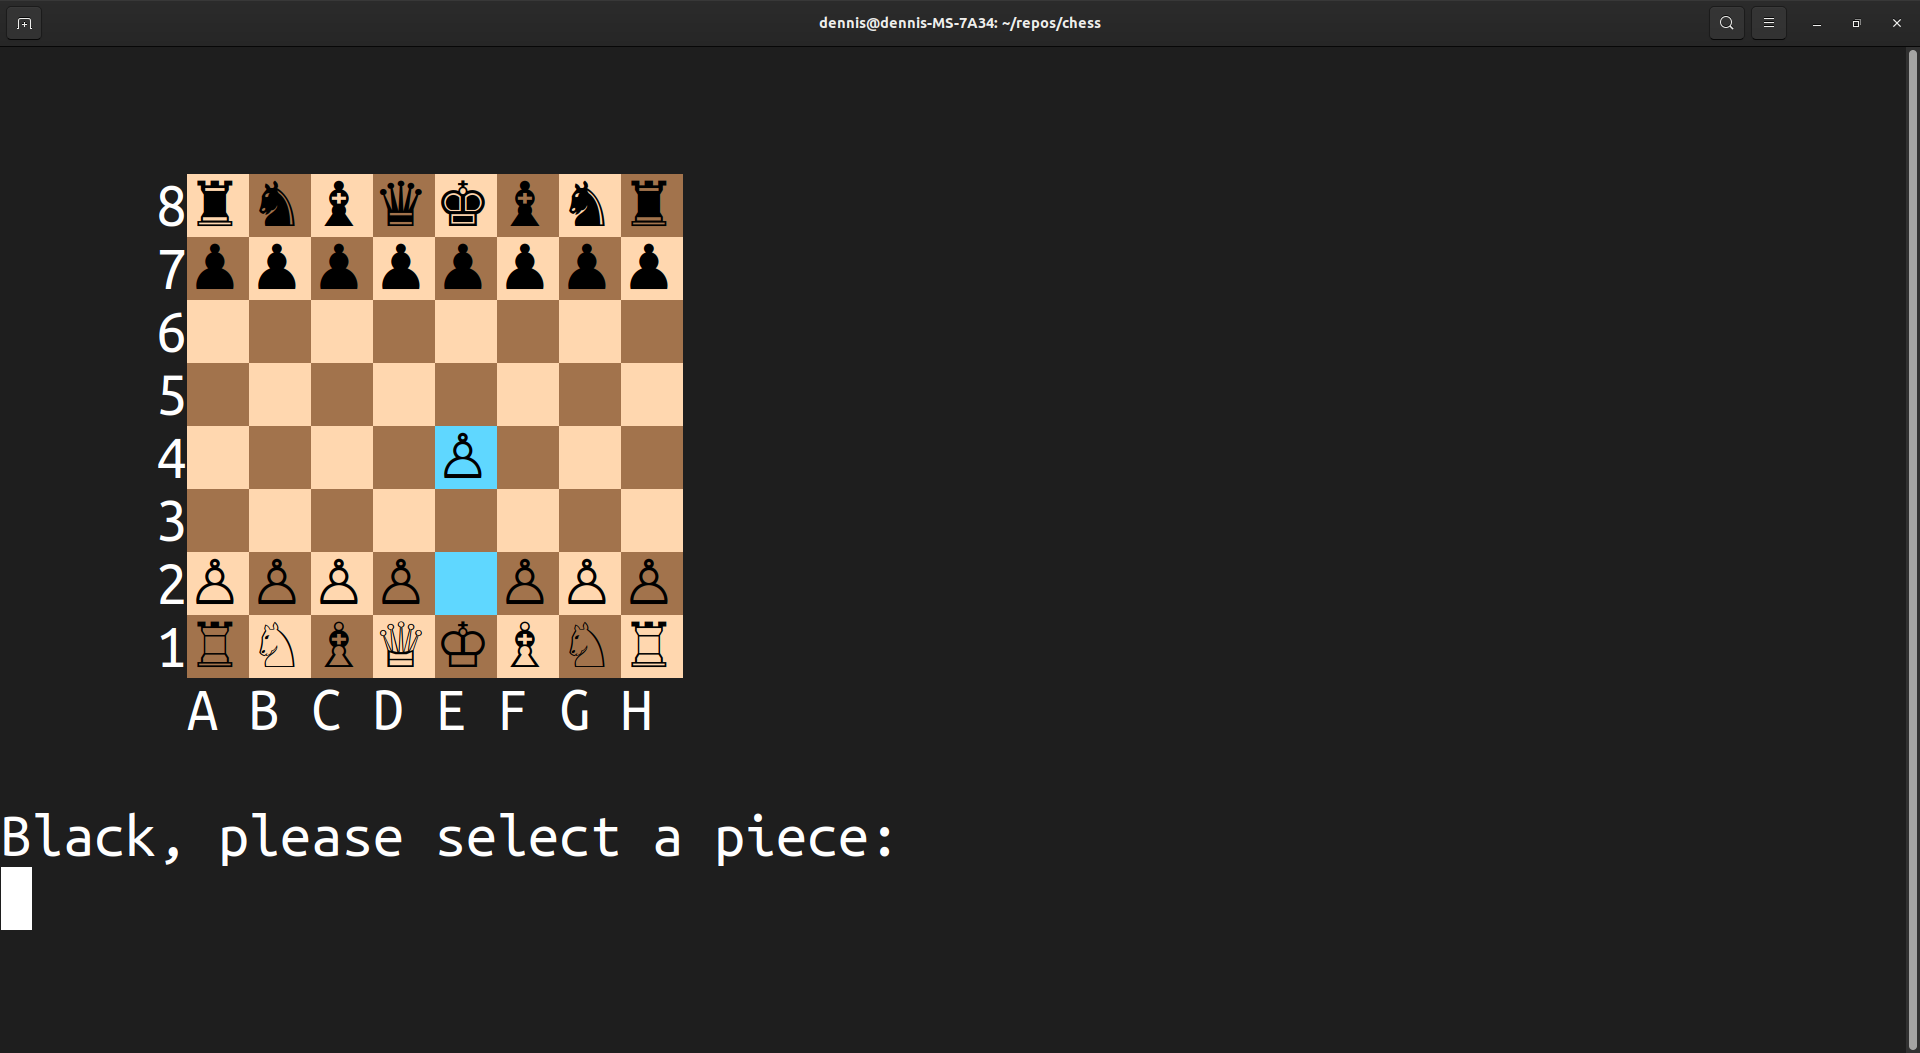 dennis@dennis-MS-7A34: ~/repos/chess
8 ♜ ♞ ♝ ♛ ♚ ♝ ♞ ♜
7 ♟ ♟ ♟ ♟ ♟ ♟ ♟ ♟
6
5
4 ♙
3
2 ♙ ♙ ♙ ♙ ♙ ♙ ♙
1 ♖ ♘ ♗ ♕ ♔ ♗ ♘ ♖
A B C D E F G H
Black, please select a piece: